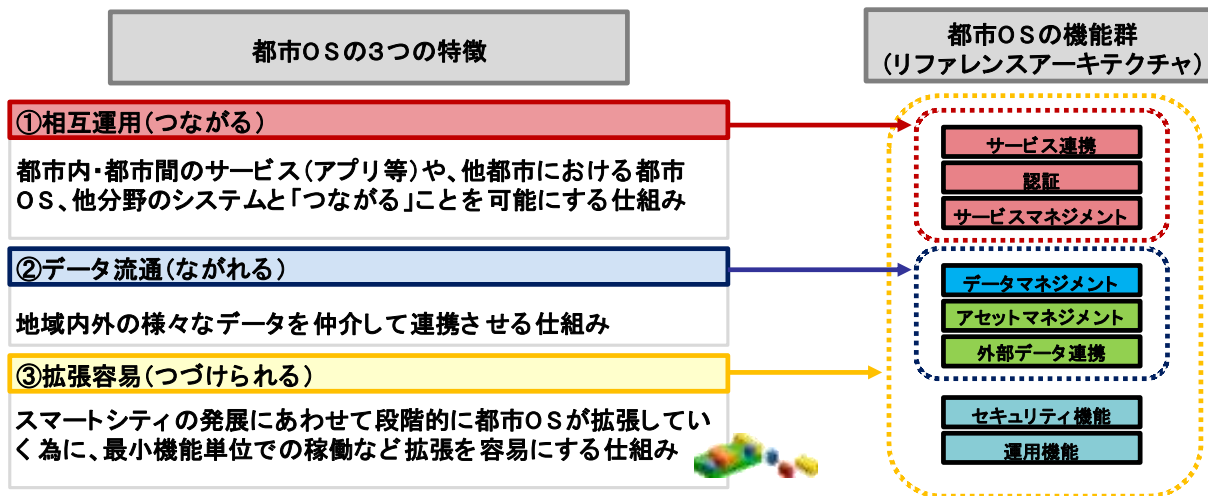 都市OSの3つの特徴
①相互運用(つながる)
都市内・都市間のサービス(アプリ等)や、他都市における都市
OS、他分野のシステムと「つながる」ことを可能にする仕組み
②データ流通(ながれる)
地域内外の様々なデータを仲介して連携させる仕組み
③拡張容易(つづけられる)
スマートシティの発展にあわせて段階的に都市OSが拡張してい
く為に、最小機能単位での稼働など拡張を容易にする仕組み
都市OSの機能群
(リファレンスアーキテクチャ)
サービス連携
認証
サービスマネジメント
データマネジメント
アセットマネジメント
外部データ連携
セキュリティ機能
運用機能